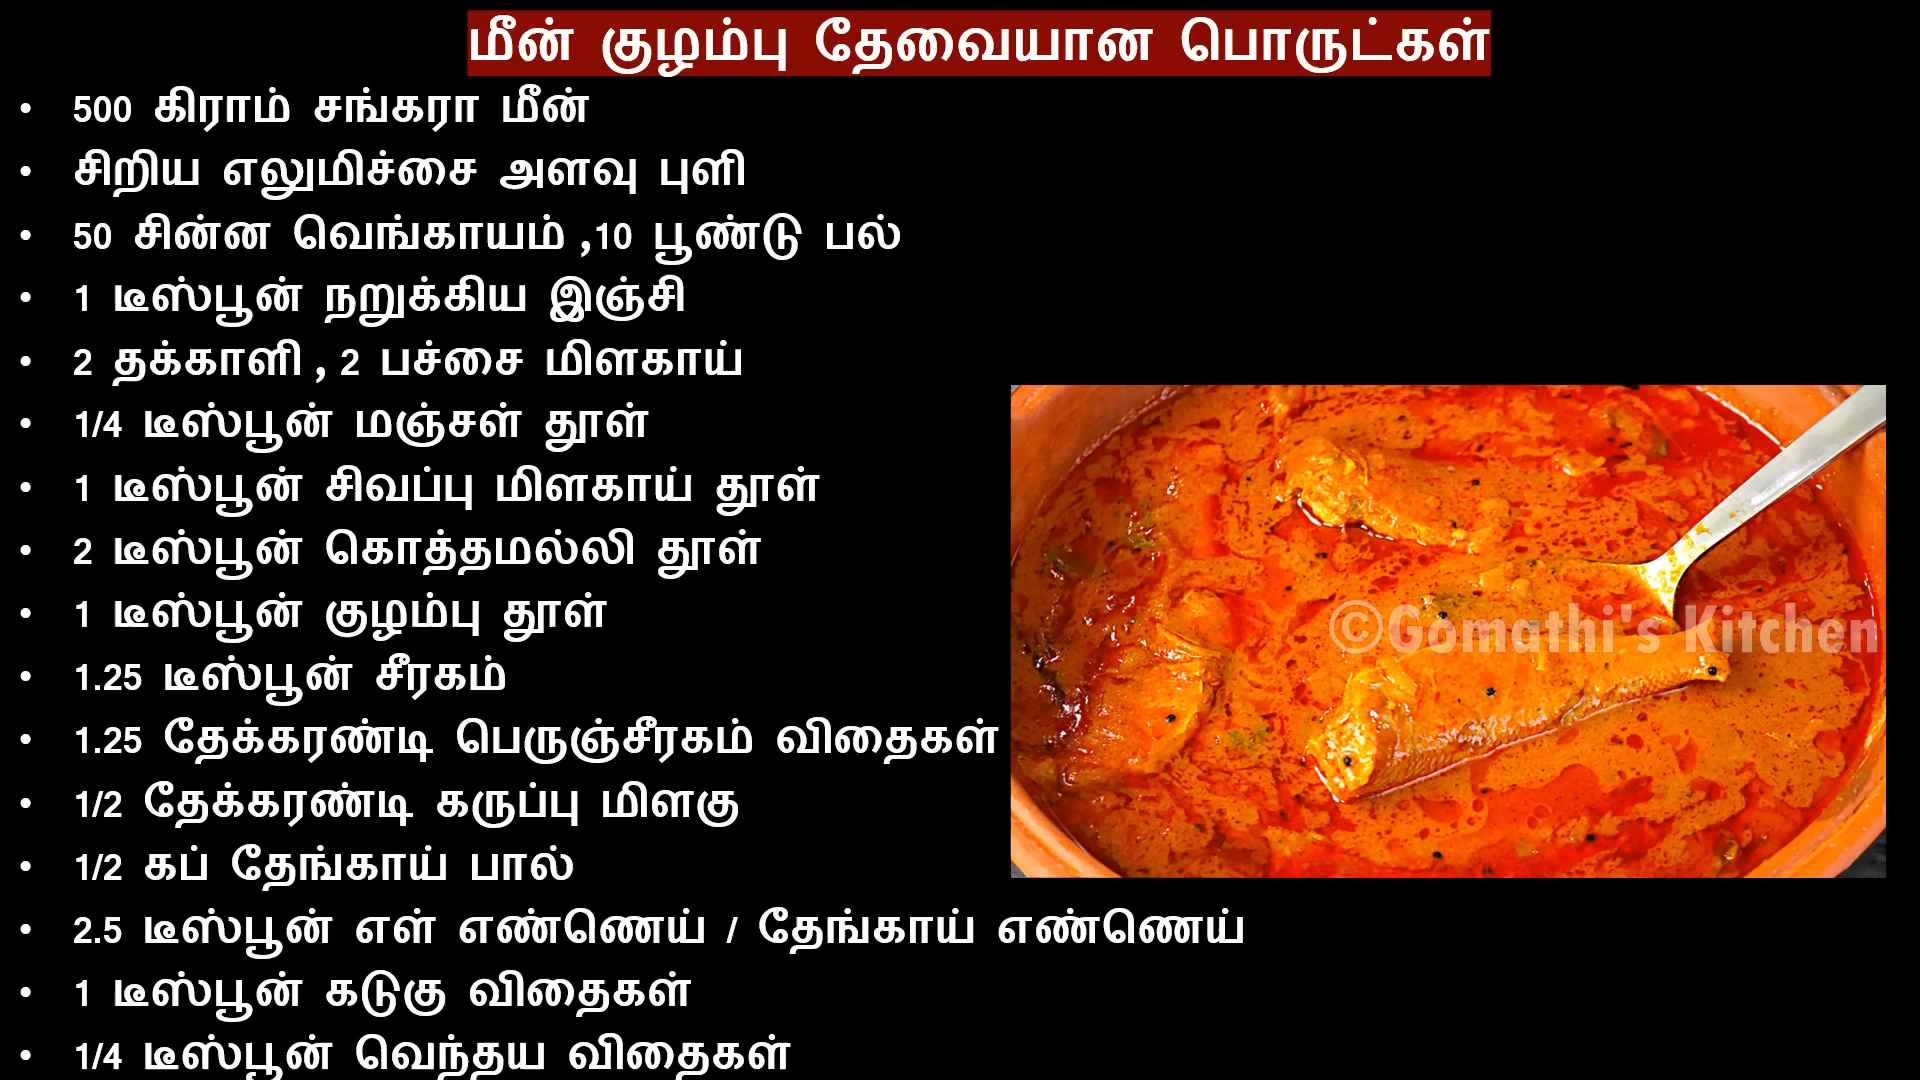 மீன் குழம்பு தேவையான பொருட்கள்
• 500 கிராம் சங்கரா மீன்
• சிறிய எலுமிச்சை அளவு புளி
• 50 சின்ன வெங்காயம் ,10 பூண்டு பல்
• 1 டீஸ்பூன் நறுக்கிய இஞ்சி
• 2 தக்காளி , 2 பச்சை மிளகாய்
• 1/4 டீஸ்பூன் மஞ்சள் தூள்
• 1 டீஸ்பூன் சிவப்பு மிளகாய் தூள்
• 2 டீஸ்பூன் கொத்தமல்லி தூள்
• 1 டீஸ்பூன் குழம்பு தூள்
• 1.25 டீஸ்பூன் சீரகம்
• 1.25 தேக்கரண்டி பெருஞ்சீரகம் விதைகள்
• 1/2 தேக்கரண்டி கருப்பு மிளகு
• 1/2 கப் தேங்காய் பால்
• 2.5 டீஸ்பூன் எள் எண்ணெய் / தேங்காய் எண்ணெய்
• 1 டீஸ்பூன் கடுகு விதைகள்
• 1/4 டீஸ்பூன் வெந்தய விதைகள்
©Gomathi's Kitchen